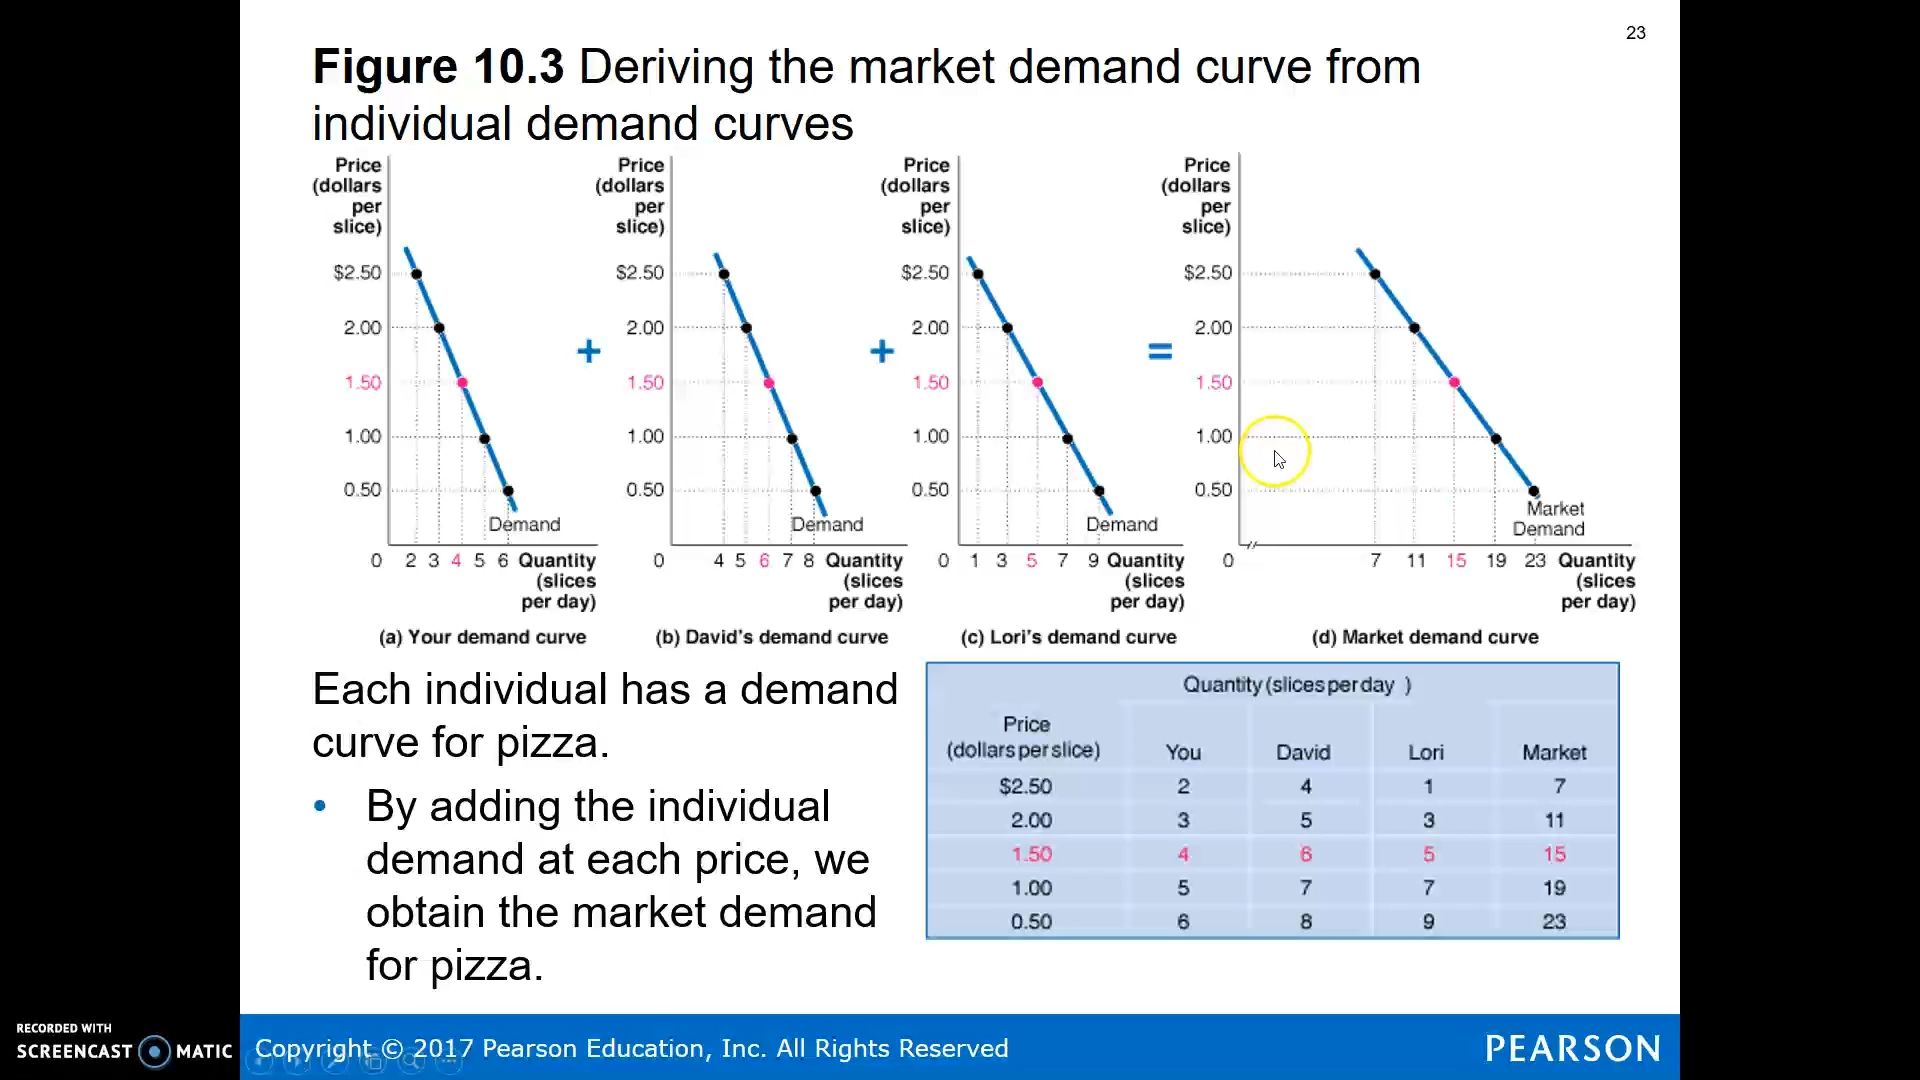 23
Figure 10.3 Deriving the market demand curve from
individual demand curves
Price
(dollars
per
slice)
$2.50
2.00
1.50
1.00
0.50
Demand
0 2 3 4 5 6 Quantity
(slices
per day)
(a) Your demand curve
+
Price
(dollars
per
slice)
$2.50
2.00
1.50
1.00
0.50
Demand
0 4 5 6 7 8 Quantity
(slices
per day)
(b) David's demand curve
+
Price
(dollars
per
slice)
$2.50
2.00
1.50
1.00
0.50
Demand
0 1 3 5 7 9 Quantity
(slices
per day)
(c) Lori's demand curve
=
Price
(dollars
per
slice)
$2.50
2.00
1.50
1.00
0.50
Market
Demand
0 7 11 15 19 23 Quantity
(slices
per day)
(d) Market demand curve
Each individual has a demand
curve for pizza.
• By adding the individual
demand at each price, we
obtain the market demand
for pizza.
Quantity (slices per day )
Price
(dollars per slice) You David Lori Market
$2.50 2 4 1 7
2.00 3 5 3 11
1.50 4 6 5 15
1.00 5 7 7 19
0.50 6 8 9 23
RECORDED WITH
SCREENCAST MATIC
Copyright © 2017 Pearson Education, Inc. All Rights Reserved
PEARSON